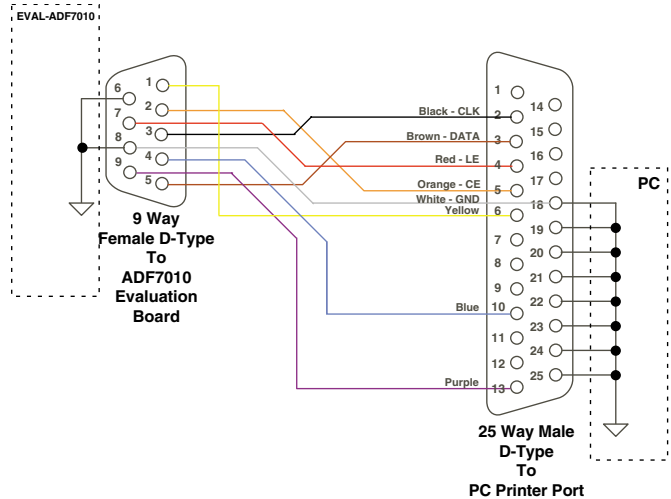 EVAL-ADF7010
1
6
2
7
3
8
4
9
5
9 Way
Female D-Type
To
ADF7010
Evaluation
Board
Black - CLK
Brown - DATA
Red - LE
Orange - CE
White - GND
Yellow
Blue
Purple
1
14
2
15
3
16
4
17
5
18
6
19
7
20
8
21
9
22
10
23
11
24
12
25
13
PC
25 Way Male
D-Type
To
PC Printer Port